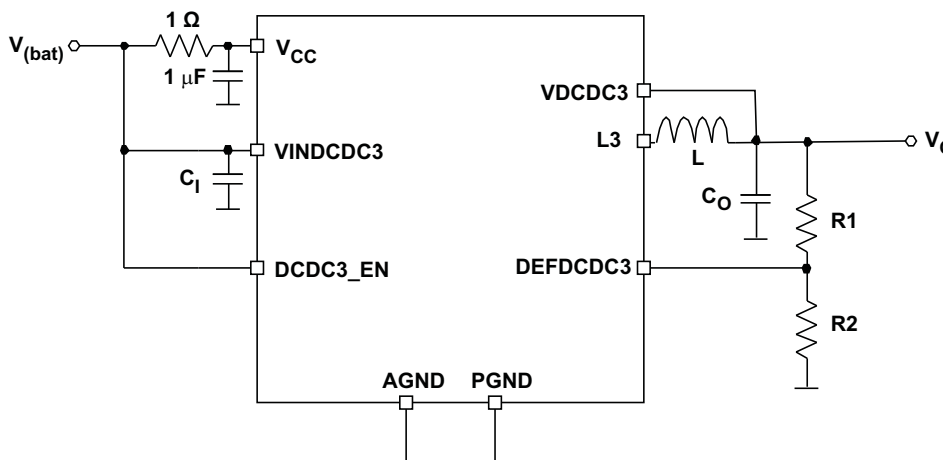 1 Ω
V(bat)
VCC
1 μF
VDCDC3
L3
L
VINDCDC3
CI
CO
R1
DCDC3_EN
DEFDCDC3
R2
AGND
PGND